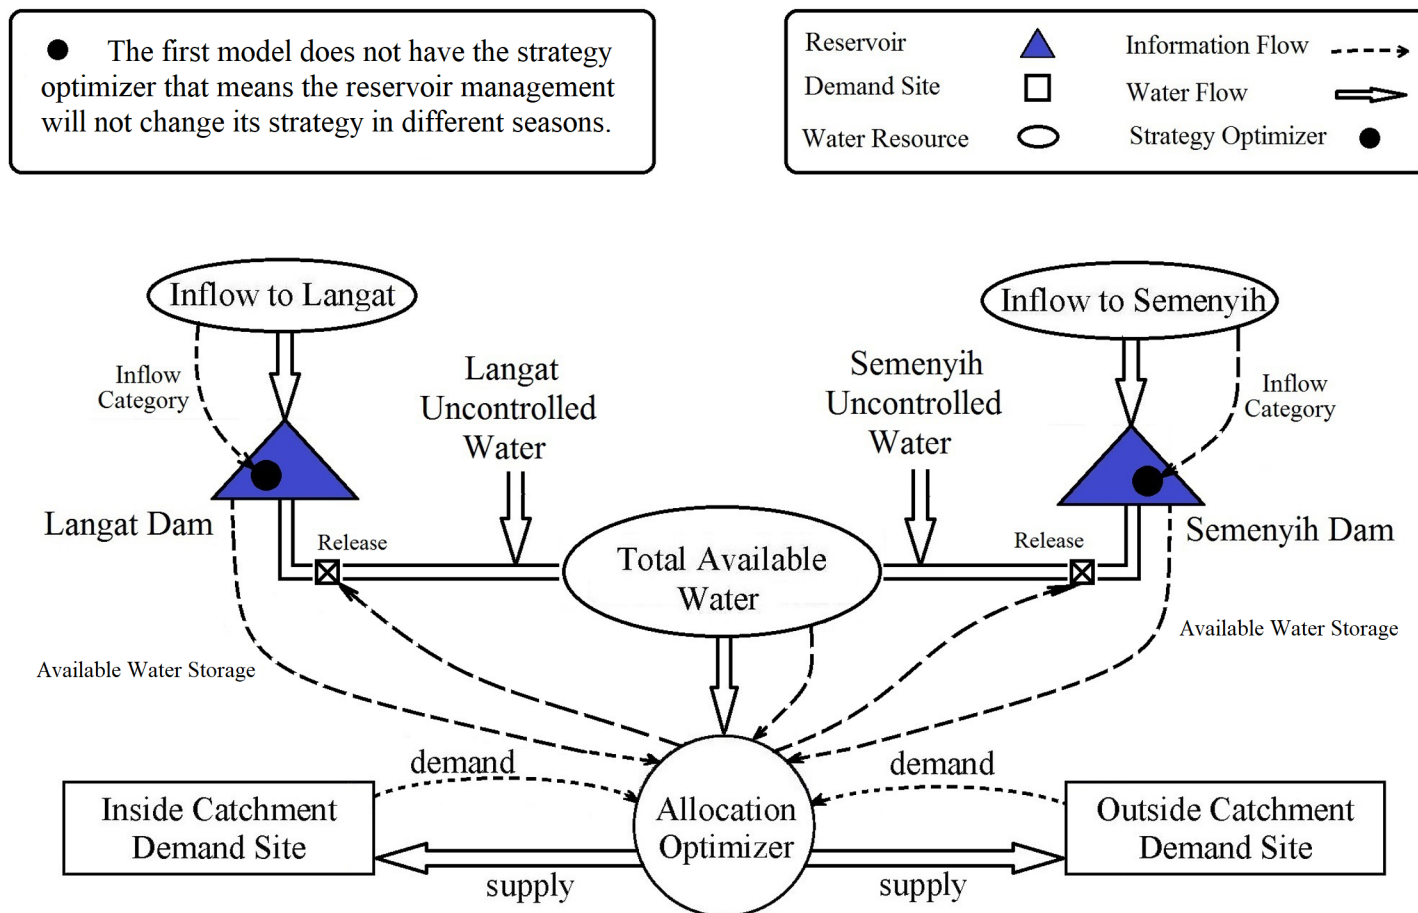 ● The first model does not have the strategy
optimizer that means the reservoir management
will not change its strategy in different seasons.
Reservoir
Demand Site
Water Resource
Information Flow
Water Flow
Strategy Optimizer
Inflow to Langat
Inflow to Semenyih
Inflow
Category
Langat
Uncontrolled
Water
Semenyih
Uncontrolled
Water
Inflow
Category
Langat Dam
Release
Total Available
Water
Release
Semenyih Dam
Available Water Storage
Available Water Storage
demand
demand
Inside Catchment
Demand Site
Allocation
Optimizer
Outside Catchment
Demand Site
supply
supply